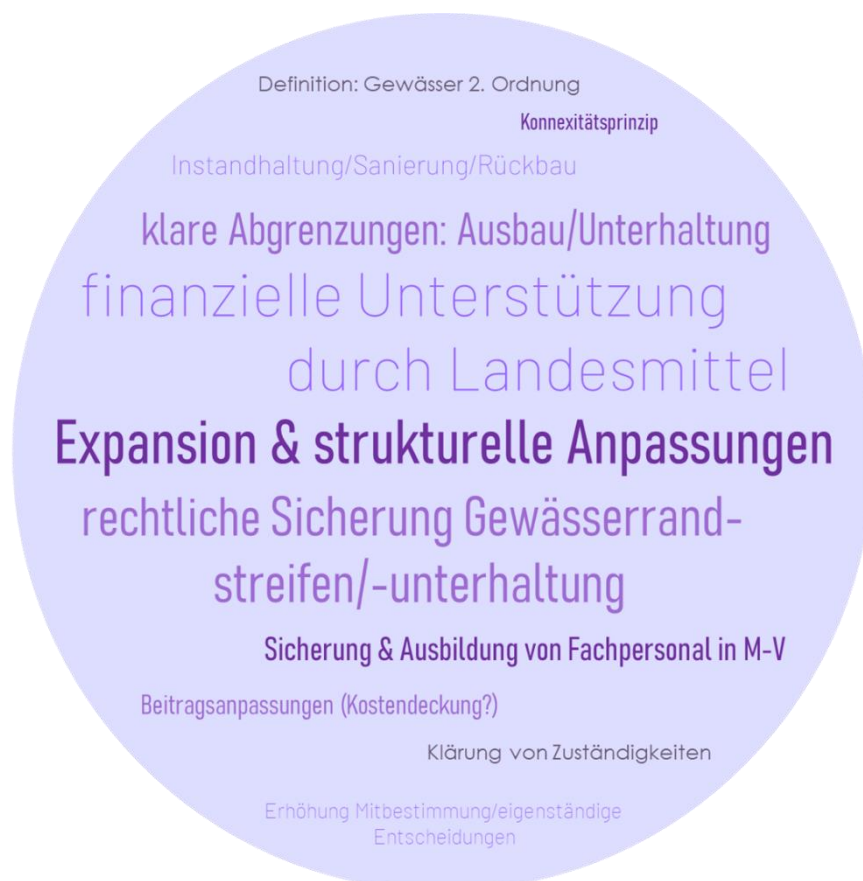 Definition: Gewässer 2. Ordnung
Konnexitätsprinzip
Instandhaltung/Sanierung/Rückbau
klare Abgrenzungen: Ausbau/Unterhaltung
finanzielle Unterstützung
durch Landesmittel
Expansion & strukturelle Anpassungen
rechtliche Sicherung Gewässerrand-
streifen/-unterhaltung
Sicherung & Ausbildung von Fachpersonal in M-V
Beitragsanpassungen (Kostendeckung?)
Klärung von Zuständigkeiten
Erhöhung Mitbestimmung/eigenständige
Entscheidungen